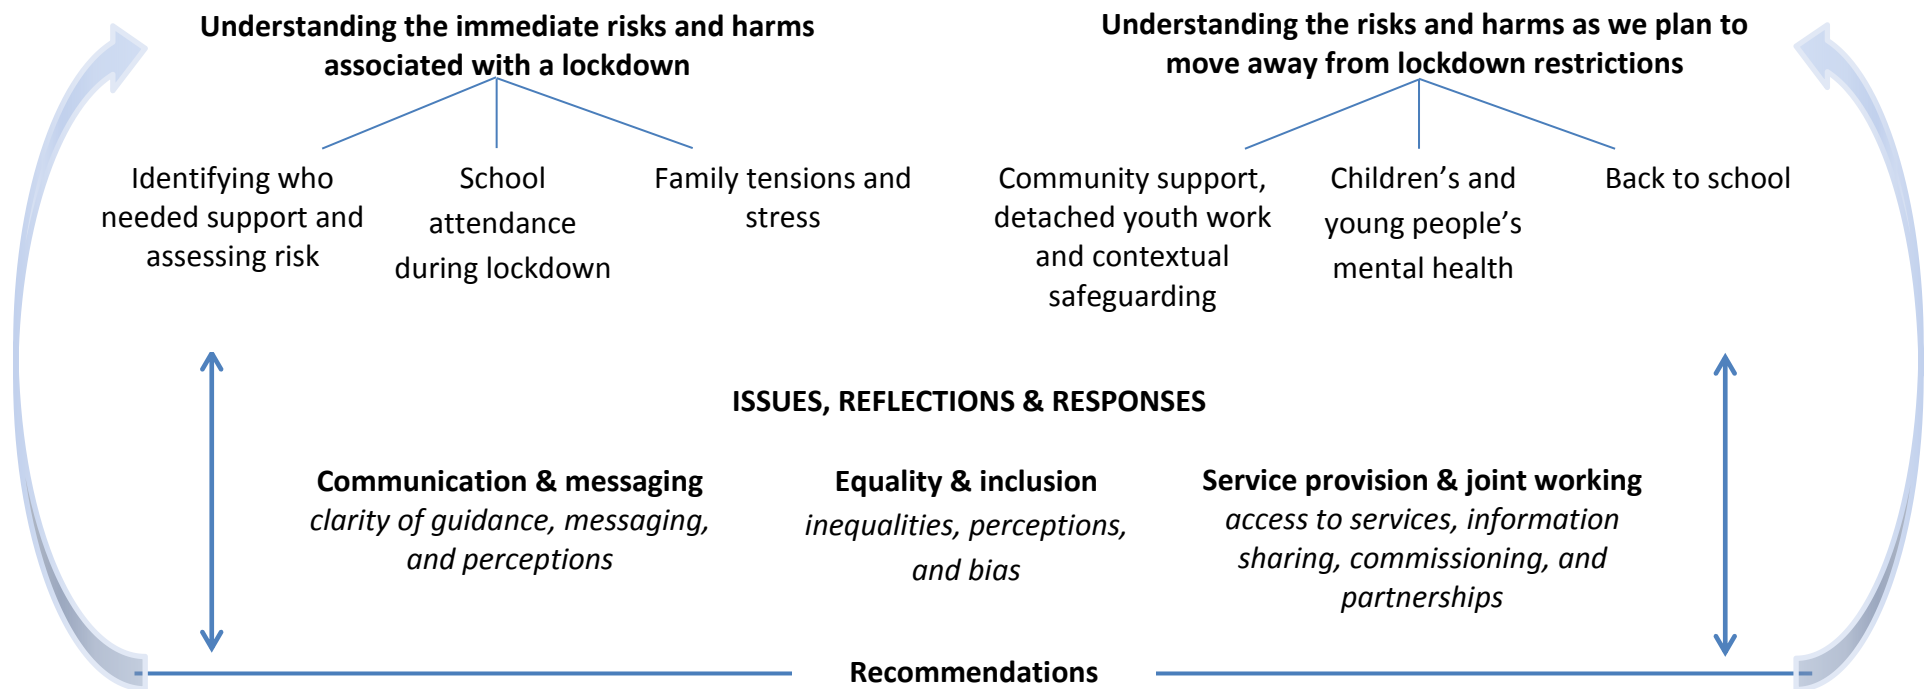 Understanding the immediate risks and harms
associated with a lockdown
Understanding the risks and harms as we plan to
move away from lockdown restrictions
Identifying who
needed support and
assessing risk
School
attendance
during lockdown
Family tensions and
stress
Community support,
detached youth work
and contextual
safeguarding
Children’s and
young people’s
mental health
Back to school
ISSUES, REFLECTIONS & RESPONSES
Communication & messaging
clarity of guidance, messaging,
and perceptions
Equality & inclusion
inequalities, perceptions,
and bias
Service provision & joint working
access to services, information
sharing, commissioning, and
partnerships
Recommendations